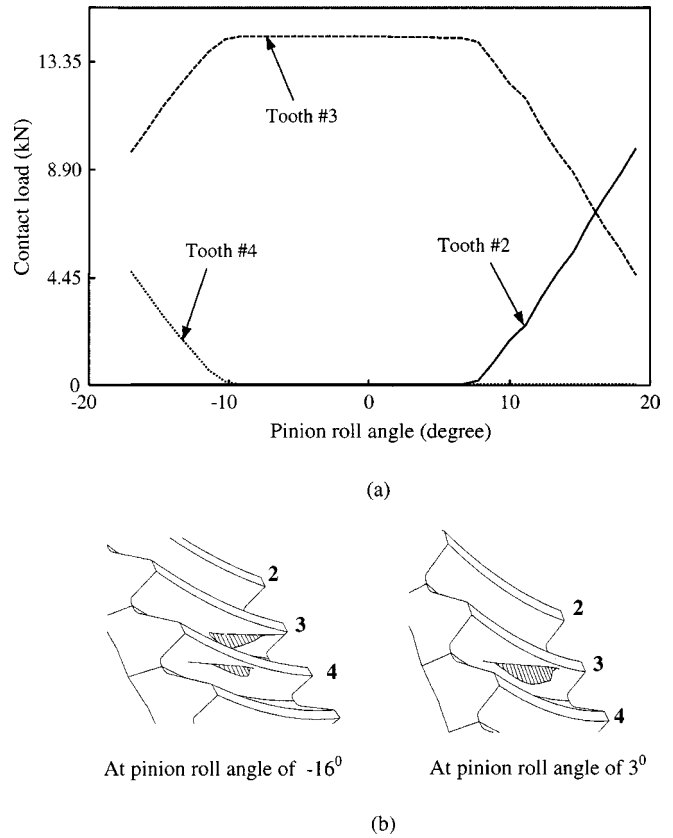 (a)
13.35
8.90
4.45
0
Contact load (kN)
Tooth #3
Tooth #4
Tooth #2
-20 -10 0 10 20
Pinion roll angle (degree)
(a)
2
3
4
2
3
4
At pinion roll angle of -16⁰
At pinion roll angle of 3⁰
(b)